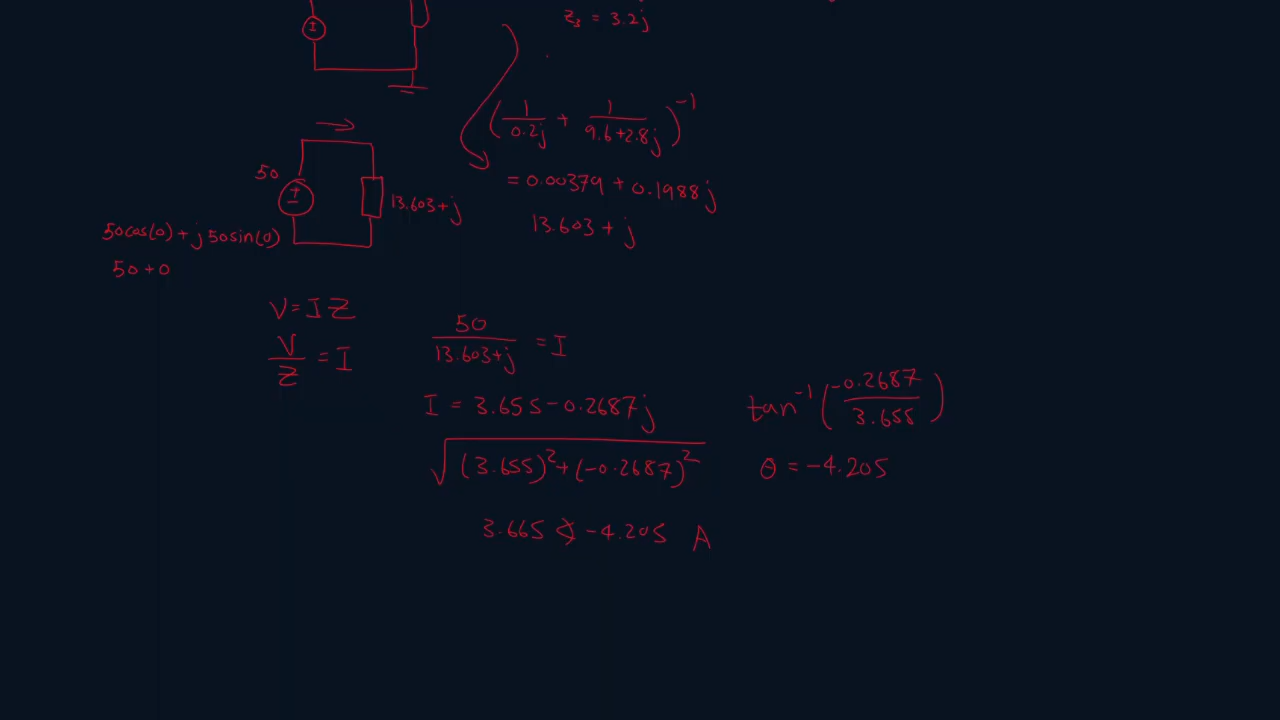 I
z₃ = 3.2j
(1/0.2j + 1/9.6+2.8j)⁻¹
= 0.00379 + 0.1988j
13.603 + j
50
+
−
13.603+j
50cos(0) + j50sin(0)
50 + 0
V = IZ
V/Z = I
50/13.603+j = I
I = 3.655 − 0.2687j
tan⁻¹(−0.2687/3.655)
√(3.655)² + (−0.2687)²
θ = −4.205
3.665 ∢ −4.205 A